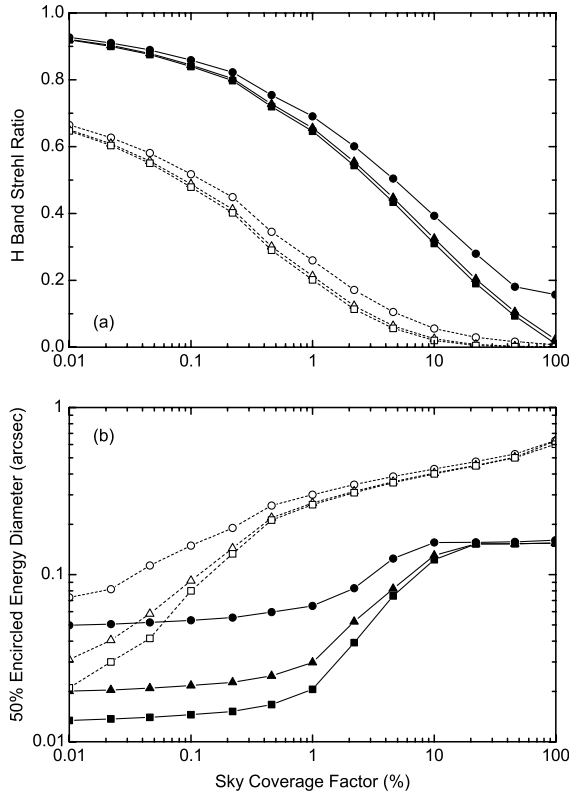 1.0
0.8
0.6
0.4
0.2
0.0
H Band Strehl Ratio
(a)
0.01 0.1 1 10 100
1
0.1
0.01
50% Encircled Energy Diameter (arcsec)
(b)
0.01 0.1 1 10 100
Sky Coverage Factor (%)